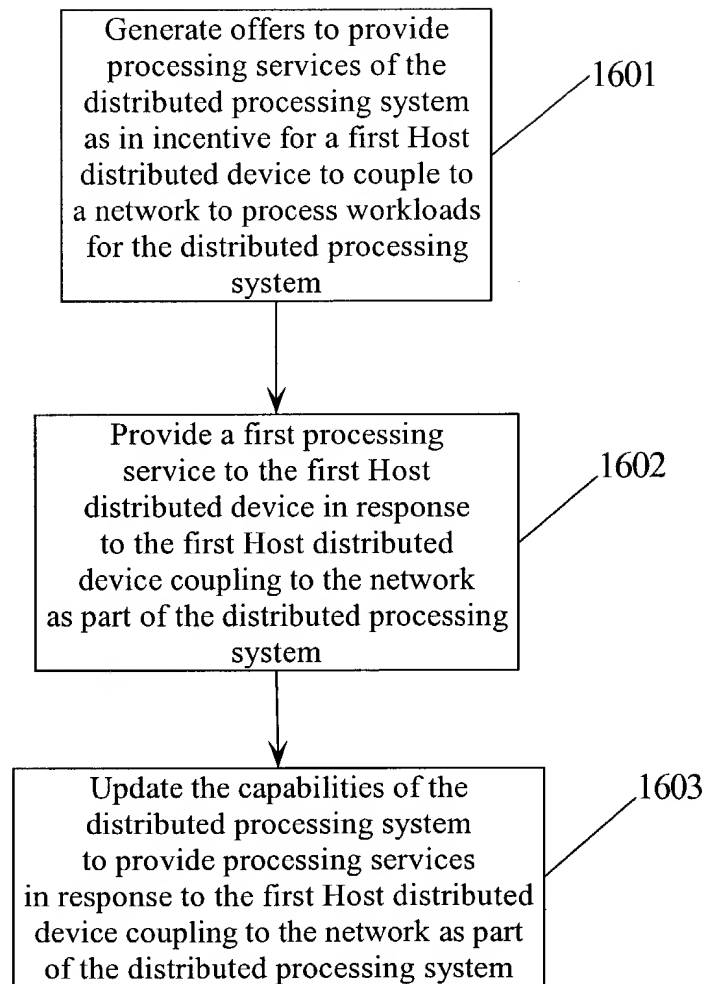 Generate offers to provide
processing services of the
distributed processing system
as in incentive for a first Host
distributed device to couple to
a network to process workloads
for the distributed processing
system
1601
Provide a first processing
service to the first Host
distributed device in response
to the first Host distributed
device coupling to the network
as part of the distributed processing
system
1602
Update the capabilities of the
distributed processing system
to provide processing services
in response to the first Host distributed
device coupling to the network as part
of the distributed processing system
1603